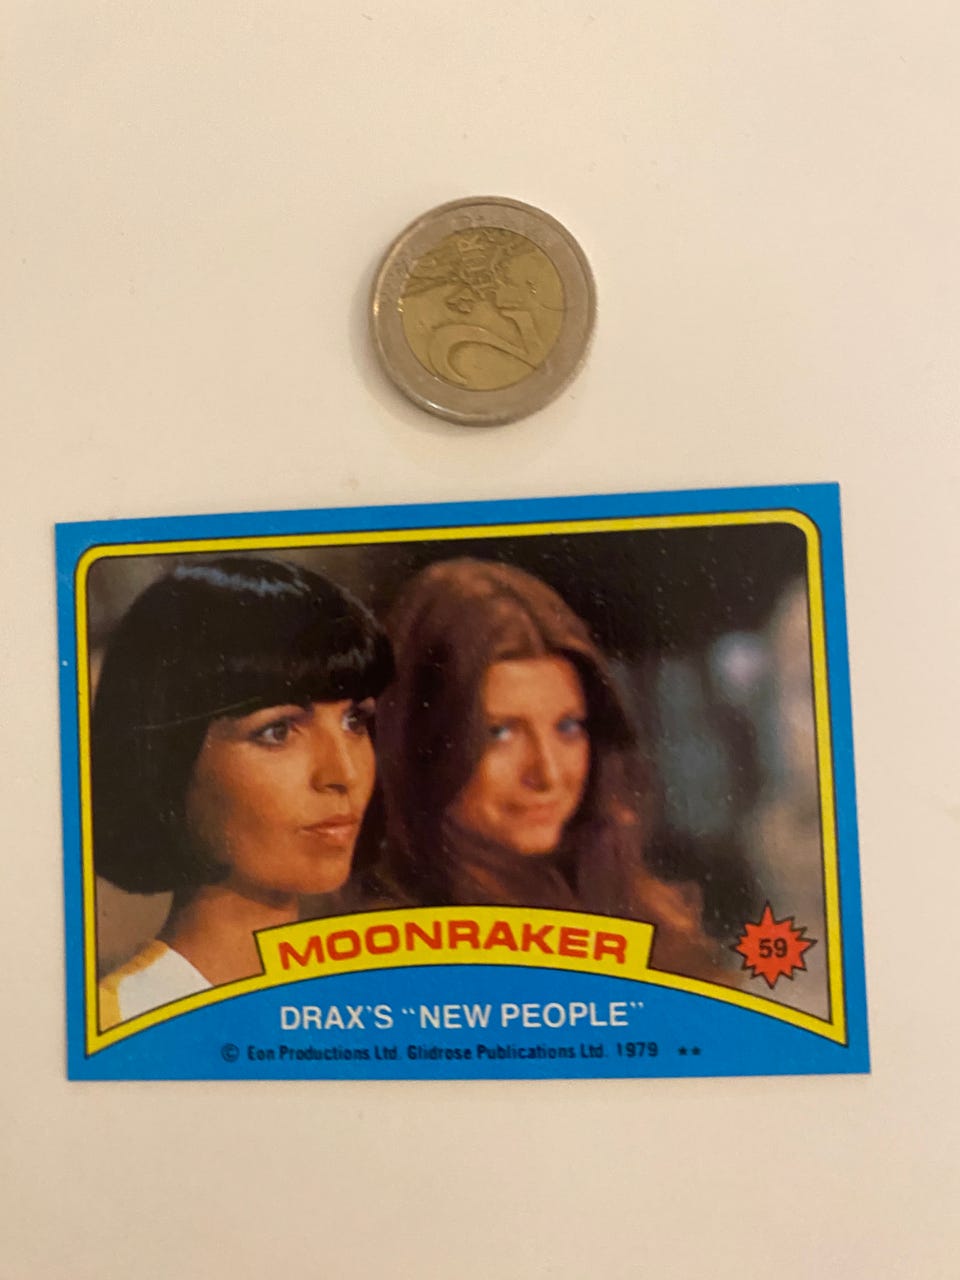 MOONRAKER
59
DRAX'S "NEW PEOPLE"
© Eon Productions Ltd. Glidrose Publications Ltd. 1979 **